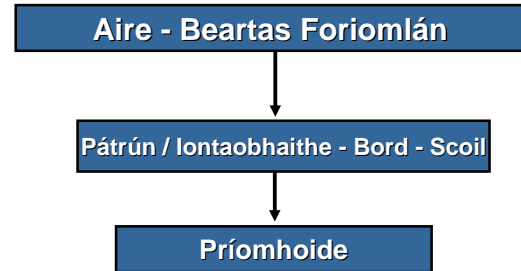 Aire - Beartas Foriomlán
Pátrún / Iontaobhaithe - Bord - Scoil
Príomhoide